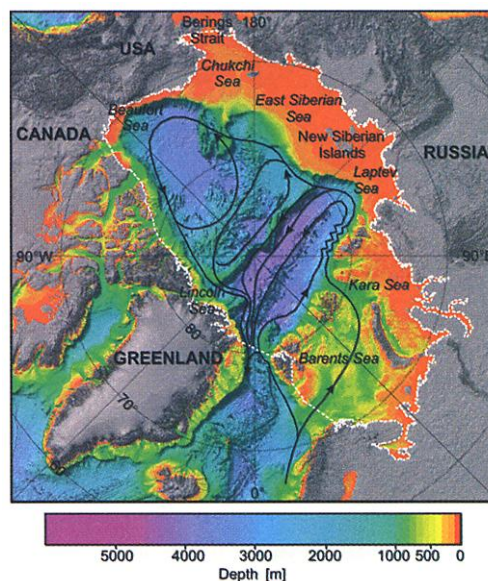 Berings -180°-
Strait
USA
Chukchi
Sea
East Siberian
Sea
Beaufort
Sea
CANADA
New Siberian
Islands
RUSSIA
Laptev
Sea
90°W
90°E
Kara Sea
Lincoln
Sea
80°
GREENLAND
Barents Sea
70°
0°
5000 4000 3000 2000 1000 500 0
Depth [m]